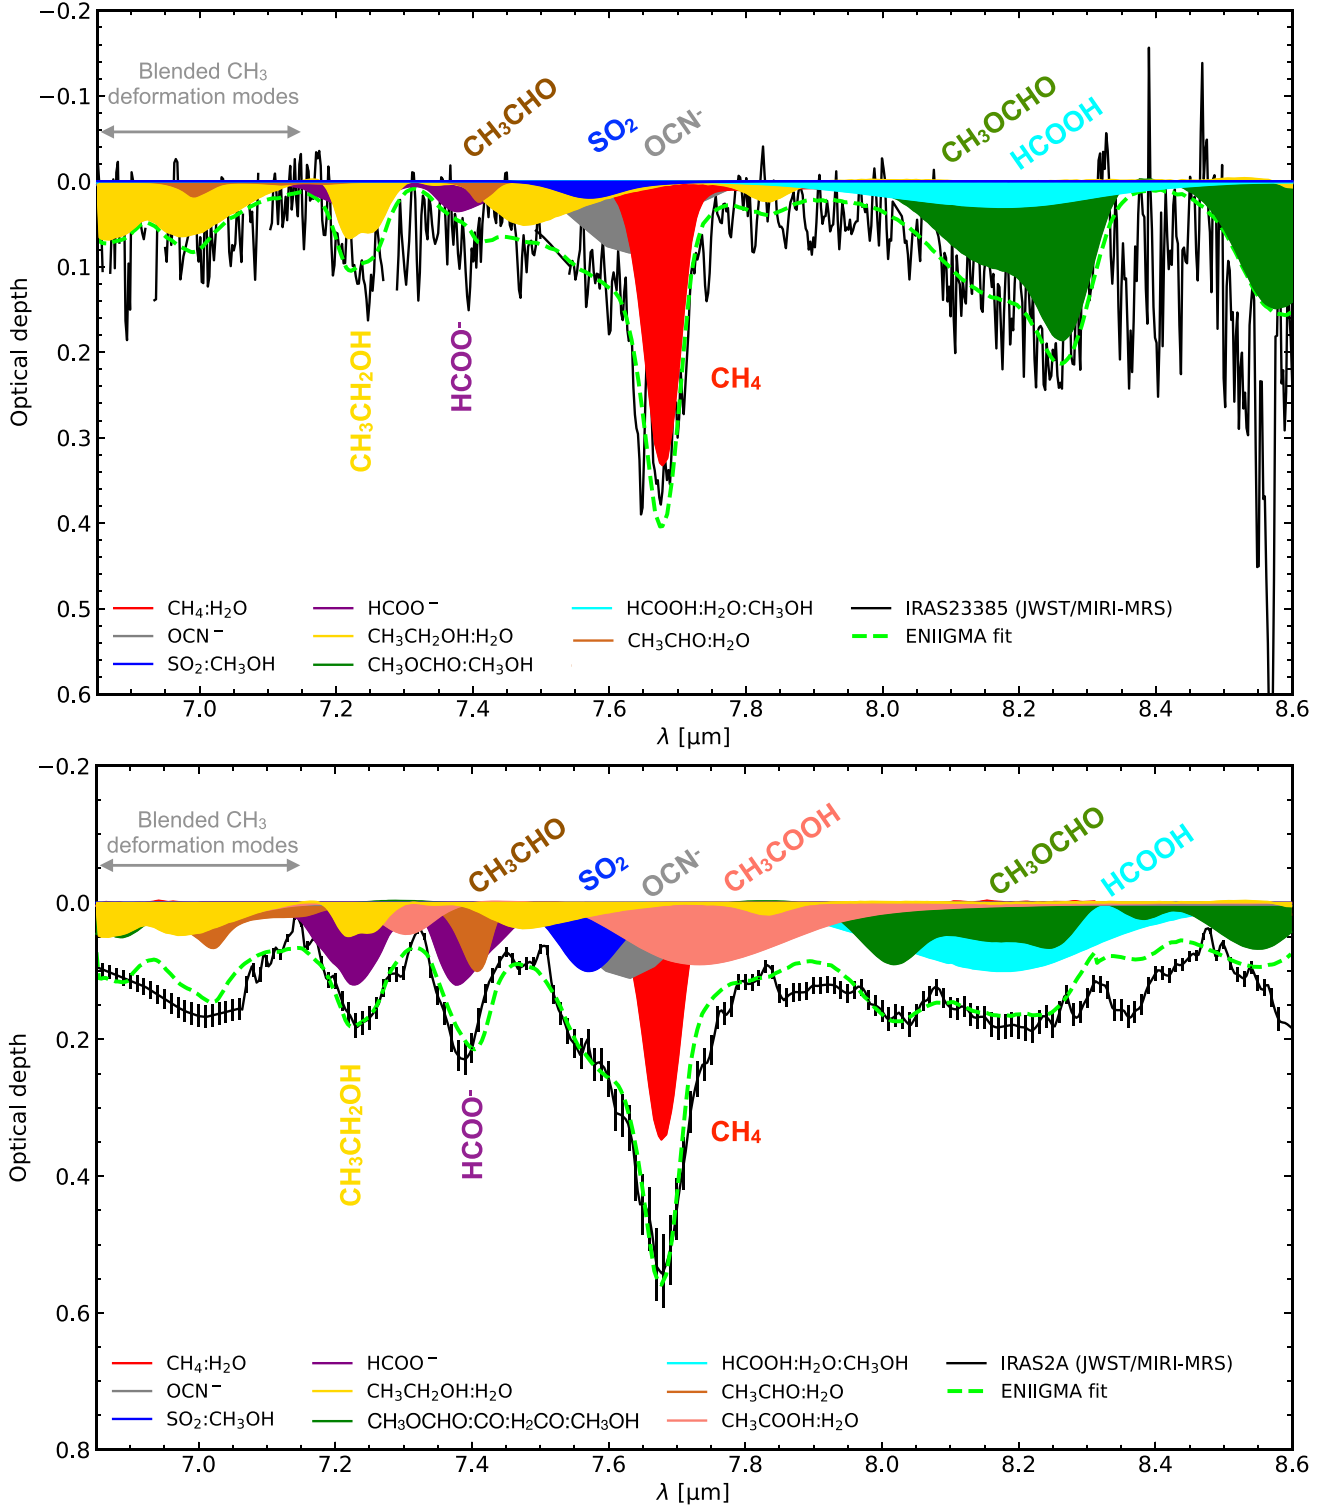 Blended CH₃
deformation modes
CH₃CHO
SO₂
OCN⁻
CH₃OCHO
HCOOH
CH₃CH₂OH
HCOO⁻
CH₄
Optical depth
−0.2
−0.1
0.0
0.1
0.2
0.3
0.4
0.5
0.6
CH₄:H₂O
OCN⁻
SO₂:CH₃OH
HCOO⁻
CH₃CH₂OH:H₂O
CH₃OCHO:CH₃OH
HCOOH:H₂O:CH₃OH
CH₃CHO:H₂O
IRAS23385 (JWST/MIRI-MRS)
ENIIGMA fit
7.0 7.2 7.4 7.6 7.8 8.0 8.2 8.4 8.6
λ [μm]
Blended CH₃
deformation modes
CH₃CHO
SO₂
OCN⁻
CH₃COOH
CH₃OCHO
HCOOH
CH₃CH₂OH
HCOO⁻
CH₄
Optical depth
−0.2
0.0
0.2
0.4
0.6
0.8
CH₄:H₂O
OCN⁻
SO₂:CH₃OH
HCOO⁻
CH₃CH₂OH:H₂O
CH₃OCHO:CO:H₂CO:CH₃OH
HCOOH:H₂O:CH₃OH
CH₃CHO:H₂O
CH₃COOH:H₂O
IRAS2A (JWST/MIRI-MRS)
ENIIGMA fit
7.0 7.2 7.4 7.6 7.8 8.0 8.2 8.4 8.6
λ [μm]